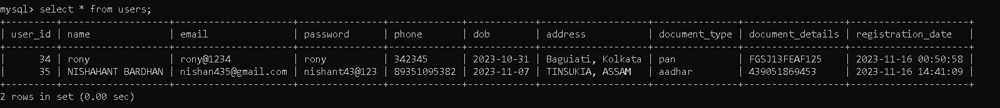 mysql> select * from users;
+---------+--------------------+--------------------+---------------+-------------+------------+-------------------+---------------+------------------+---------------------+
| user_id | name               | email              | password      | phone       | dob        | address           | document_type | document_details | registration_date   |
+---------+--------------------+--------------------+---------------+-------------+------------+-------------------+---------------+------------------+---------------------+
|      34 | rony               | rony@1234          | rony          | 342345      | 2023-10-31 | Baguiati, Kolkata | pan           | FGSJ13FEAF125    | 2023-11-16 00:50:58 |
|      35 | NISHAHANT BARDHAN | nishan435@gmail.com | nishant43@123 | 89351095382 | 2023-11-07 | TINSUKIA, ASSAM   | aadhar        | 439051869453     | 2023-11-16 14:41:09 |
+---------+--------------------+--------------------+---------------+-------------+------------+-------------------+---------------+------------------+---------------------+
2 rows in set (0.00 sec)